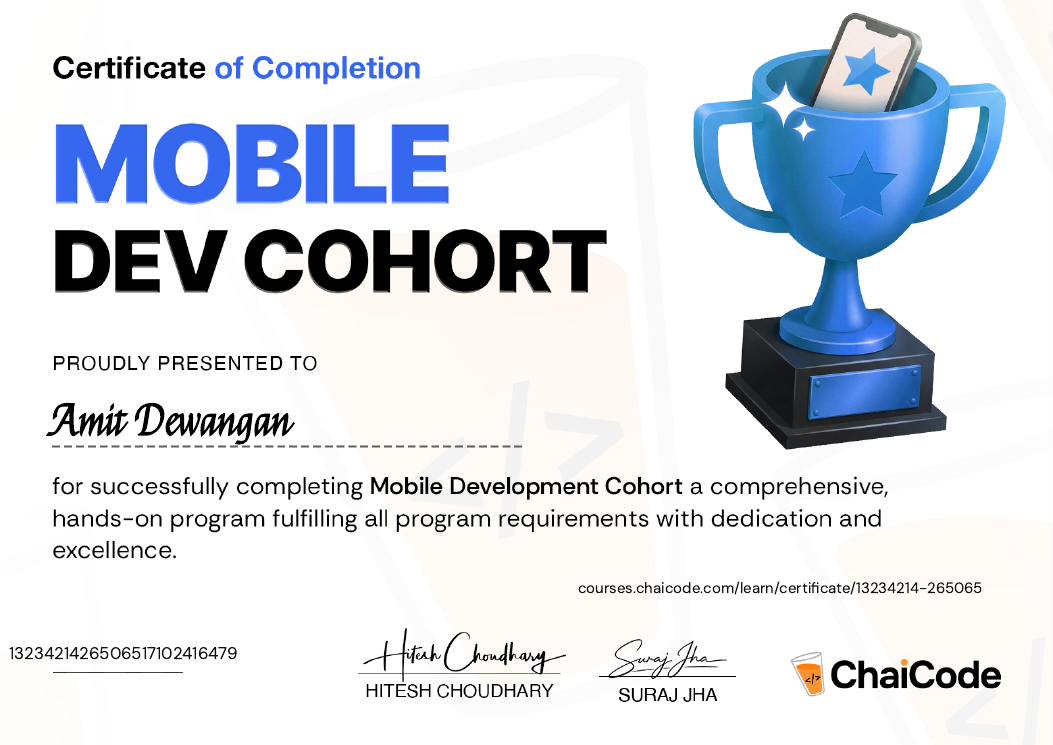 Certificate of Completion
MOBILE
DEV COHORT
PROUDLY PRESENTED TO
Amit Dewangan
for successfully completing Mobile Development Cohort a comprehensive,
hands-on program fulfilling all program requirements with dedication and
excellence.
courses.chaicode.com/learn/certificate/13234214-265065
1323421426506517102416479
Hitesh Choudhary
HITESH CHOUDHARY
Suraj Jha
SURAJ JHA
</> ChaiCode